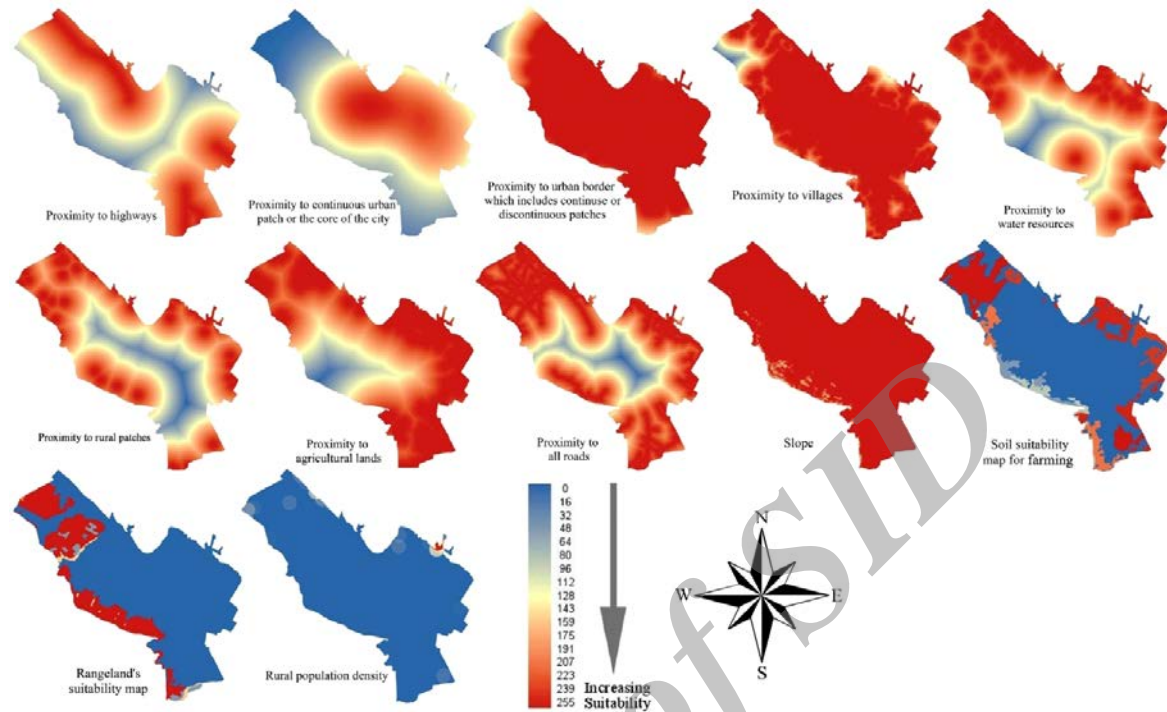 Proximity to highways
Proximity to continuous urban
patch or the core of the city
Proximity to urban border
which includes continuse or
discontinuous patches
Proximity to villages
Proximity to
water resources
Proximity to rural patches
Proximity to
agricultural lands
Proximity to
all roads
Slope
Soil suitability
map for farming
Rangeland's
suitability map
Rural population density
0
16
32
48
64
80
96
112
128
143
159
175
191
207
223
239
255
Increasing
Suitability
N
W
E
S
of SID